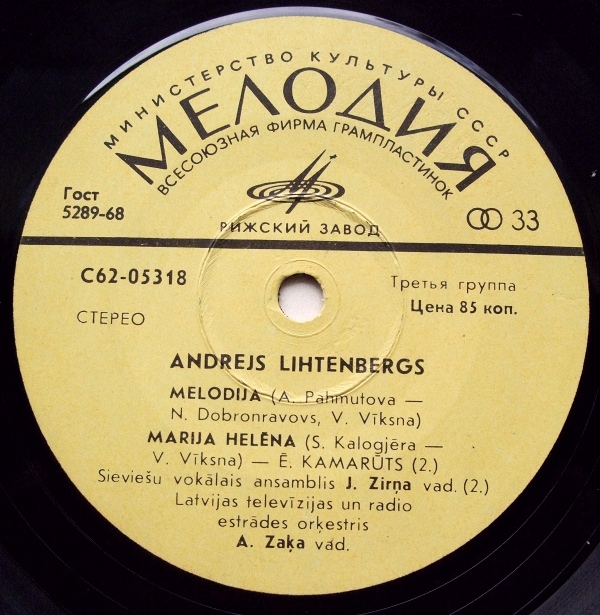 МИНИСТЕРСТВО КУЛЬТУРЫ СССР
МЕЛОДИЯ
ВСЕСОЮЗНАЯ ФИРМА ГРАМПЛАСТИНОК
Гост
5289-68
33
РИЖСКИЙ ЗАВОД
С62-05318
Третья группа
Цена 85 коп.
СТЕРЕО
ANDREJS LIHTENBERGS
MELODIJA (A. Pahmutova —
N. Dobronravovs, V. Vīksna)
MARIJA HELĒNA (S. Kalogjēra —
V. Vīksna) — Ē. KAMARŪTS (2.)
Sieviešu vokālais ansamblis J. Zirņa vad. (2.)
Latvijas televīzijas un radio
estrādes orķestris
A. Zaķa vad.